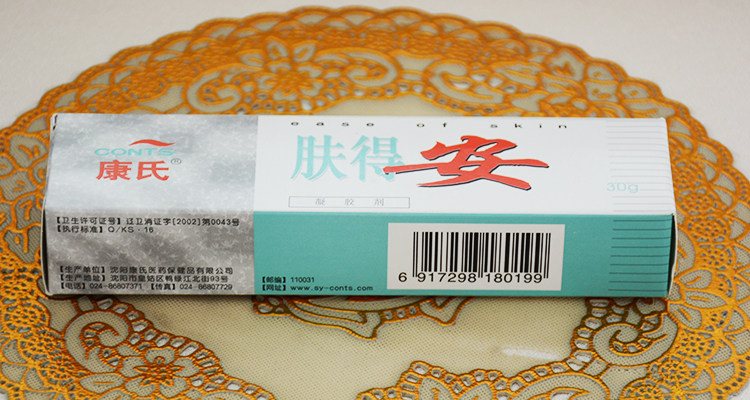 CONTS
康氏®
ease of skin
肤得安
凝胶剂
30g
【卫生许可证号】辽卫消证字[2002]第0043号
【执行标准】Q/KS-16
【生产单位】沈阳康氏医药保健品有限公司
【生产地址】沈阳市皇姑区鸭绿江北街93号
【电话】024-86807371 【传真】024-86807729
【邮编】110031
【网址】www.sy-conts.com
6 917298 180199